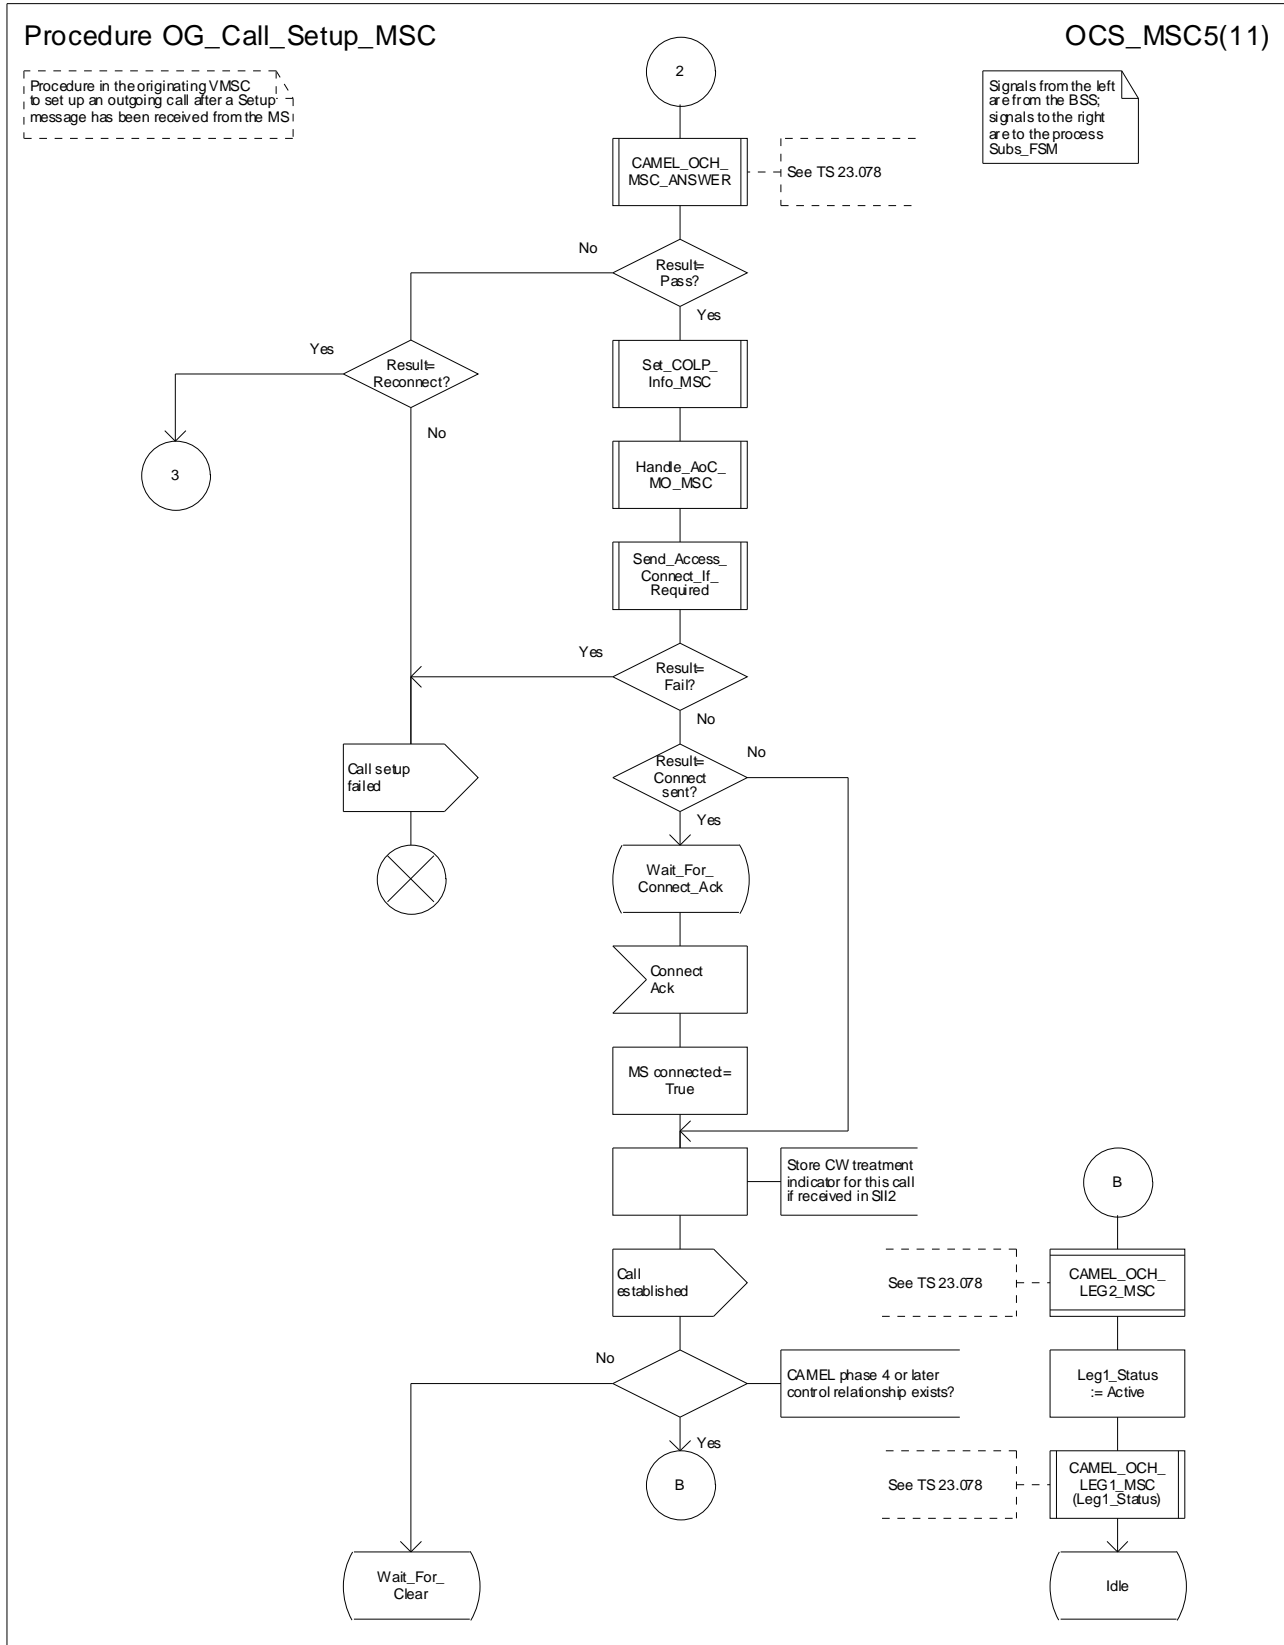 Procedure OG_Call_Setup_MSC
OCS_MSC5(11)
Procedure in the originating VMSC
to set up an outgoing call after a Setup
message has been received from the MS
2
Signals from the left
are from the BSS;
signals to the right
are to the process
Subs_FSM
CAMEL_OCH_
MSC_ANSWER
See TS 23.078
No
Result=
Pass?
Yes
Yes
Result=
Reconnect?
No
Set_COLP_
Info_MSC
3
Handle_AoC_
MO_MSC
Send_Access_
Connect_If_
Required
Yes
Result=
Fail?
No
Call setup
failed
Result=
Connect
sent?
No
Yes
Wait_For_
Connect_Ack
Connect
Ack
MS connected:=
True
Store CW treatment
indicator for this call
if received in SII2
B
Call
established
See TS 23.078
CAMEL_OCH_
LEG2_MSC
No
CAMEL phase 4 or later
control relationship exists?
Leg1_Status
:= Active
Yes
B
See TS 23.078
CAMEL_OCH_
LEG1_MSC
(Leg1_Status)
Wait_For_
Clear
Idle